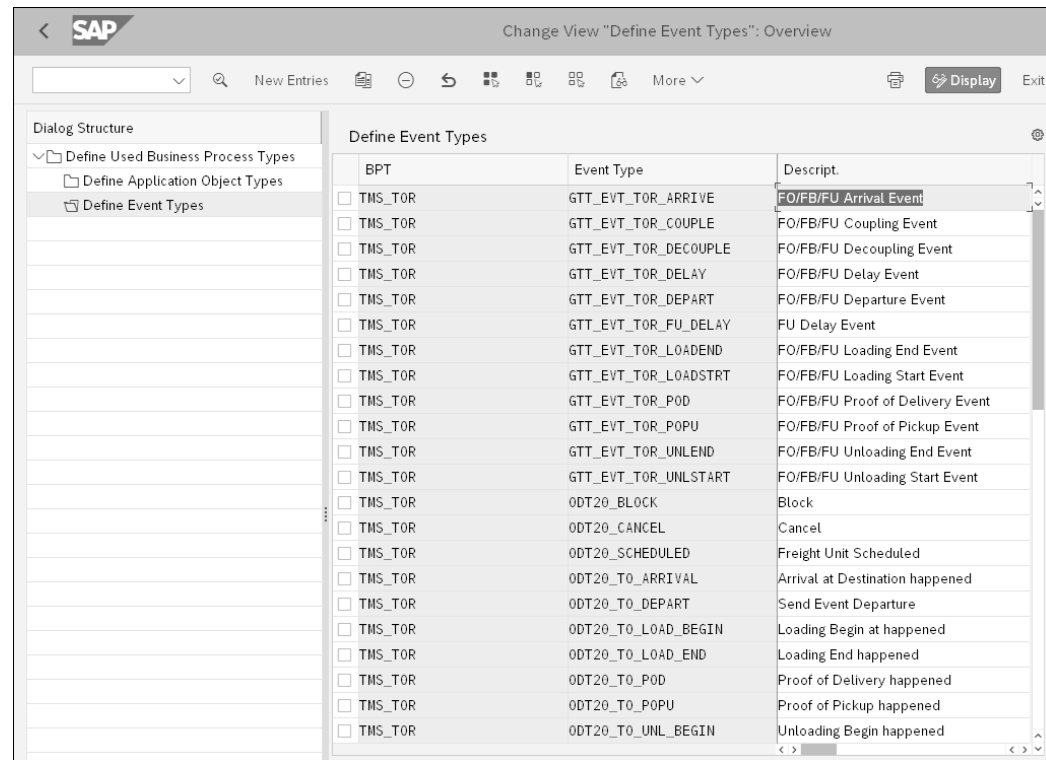 SAP
Change View "Define Event Types": Overview
New Entries More Display Exit
Dialog Structure
Define Used Business Process Types
Define Application Object Types
Define Event Types
Define Event Types
BPT Event Type Descript.
TMS_TOR GTT_EVT_TOR_ARRIVE FO/FB/FU Arrival Event
TMS_TOR GTT_EVT_TOR_COUPLE FO/FB/FU Coupling Event
TMS_TOR GTT_EVT_TOR_DECOUPLE FO/FB/FU Decoupling Event
TMS_TOR GTT_EVT_TOR_DELAY FO/FB/FU Delay Event
TMS_TOR GTT_EVT_TOR_DEPART FO/FB/FU Departure Event
TMS_TOR GTT_EVT_TOR_FU_DELAY FU Delay Event
TMS_TOR GTT_EVT_TOR_LOADEND FO/FB/FU Loading End Event
TMS_TOR GTT_EVT_TOR_LOADSTRT FO/FB/FU Loading Start Event
TMS_TOR GTT_EVT_TOR_POD FO/FB/FU Proof of Delivery Event
TMS_TOR GTT_EVT_TOR_POPU FO/FB/FU Proof of Pickup Event
TMS_TOR GTT_EVT_TOR_UNLEND FO/FB/FU Unloading End Event
TMS_TOR GTT_EVT_TOR_UNLSTART FO/FB/FU Unloading Start Event
TMS_TOR ODT20_BLOCK Block
TMS_TOR ODT20_CANCEL Cancel
TMS_TOR ODT20_SCHEDULED Freight Unit Scheduled
TMS_TOR ODT20_TO_ARRIVAL Arrival at Destination happened
TMS_TOR ODT20_TO_DEPART Send Event Departure
TMS_TOR ODT20_TO_LOAD_BEGIN Loading Begin at happened
TMS_TOR ODT20_TO_LOAD_END Loading End happened
TMS_TOR ODT20_TO_POD Proof of Delivery happened
TMS_TOR ODT20_TO_POPU Proof of Pickup happened
TMS_TOR ODT20_TO_UNL_BEGIN Unloading Begin happened